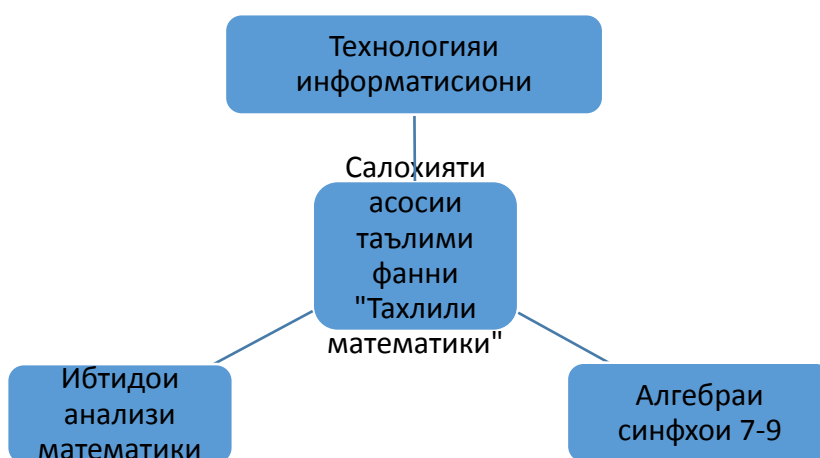 Технологияи
информатисиони
Салохияти
асосии
таълими
фанни
"Тахлили
математики"
Ибтидои
анализи
математики
Алгебраи
синфхои 7-9